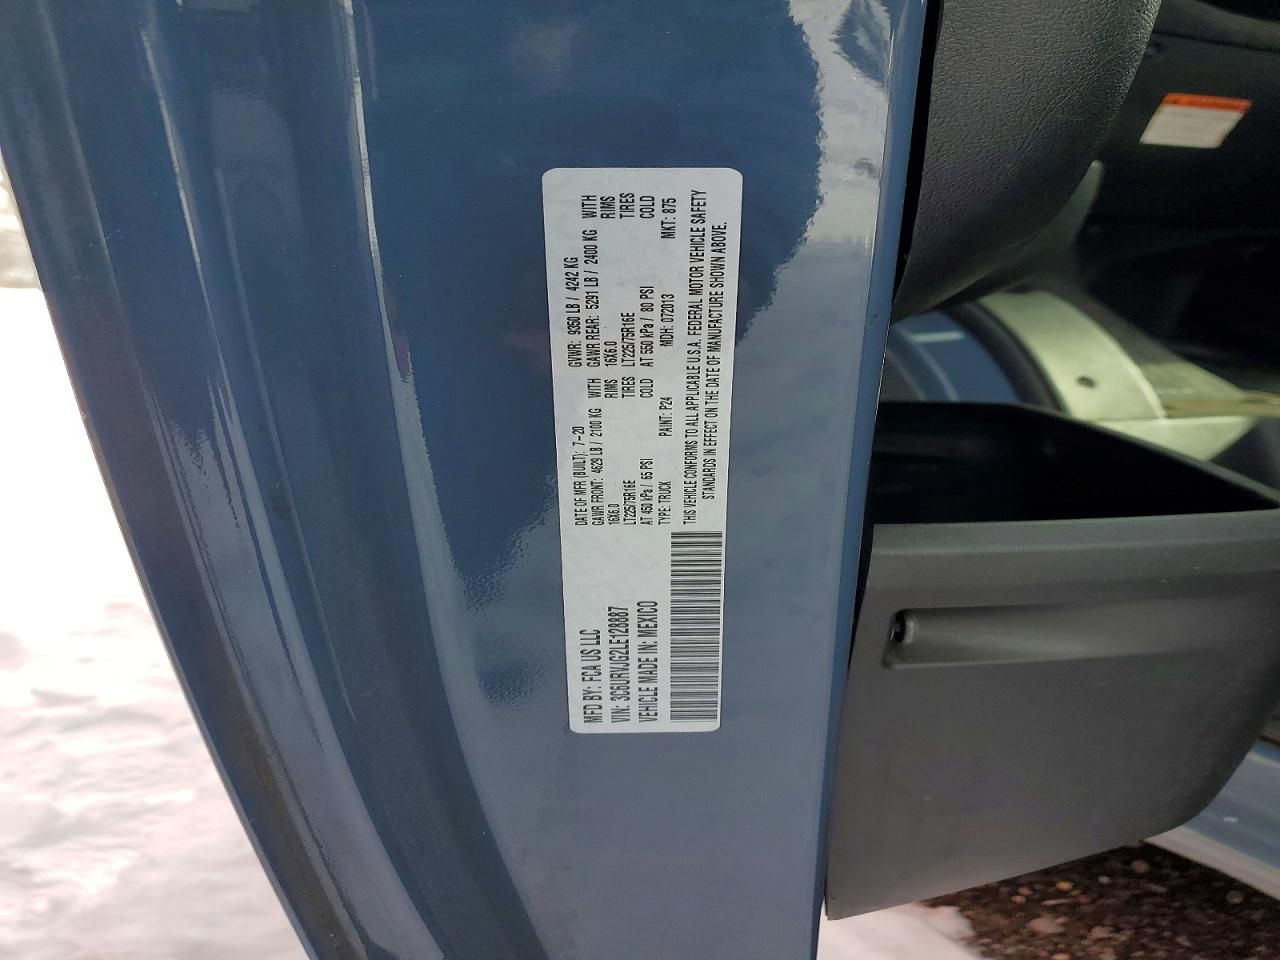 MFD BY: FCA US LLC
VIN: 3C6URVJG2LE128887
VEHICLE MADE IN: MEXICO
DATE OF MFR (BUILT): 7-20 GVWR: 9350 LB / 4242 KG
GAWR FRONT: 4629 LB / 2100 KG WITH GAWR REAR: 5291 LB / 2400 KG WITH
16X6.0 RIMS 16X6.0 RIMS
LT225/75R16E TIRES LT225/75R16E TIRES
AT 450 kPa / 65 PSI COLD AT 550 kPa / 80 PSI COLD
TYPE: TRUCK PAINT: P24 MDH: 072013 MKT: 875
THIS VEHICLE CONFORMS TO ALL APPLICABLE U.S.A. FEDERAL MOTOR VEHICLE SAFETY
STANDARDS IN EFFECT ON THE DATE OF MANUFACTURE SHOWN ABOVE.